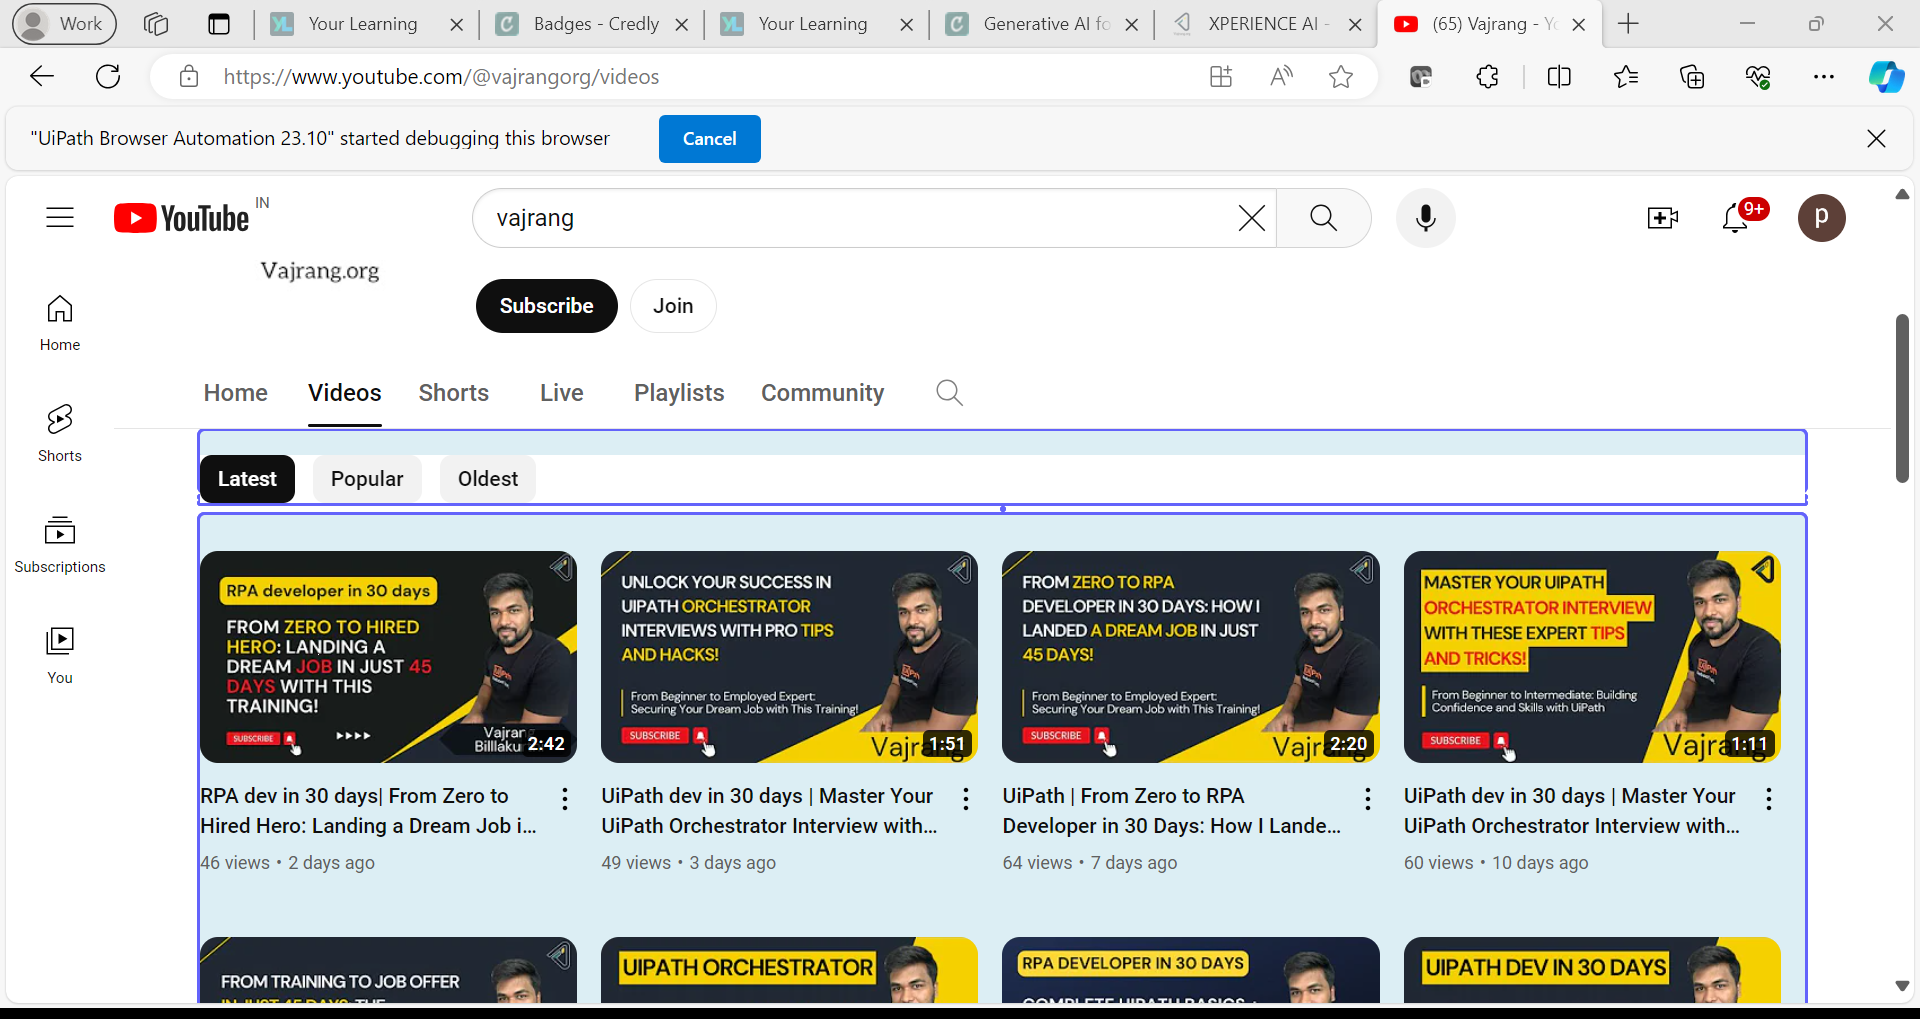 Work
Your Learning
Badges - Credly
Your Learning
Generative AI fo
XPERIENCE AI -
(65) Vajrang - Yo
https://www.youtube.com/@vajrangorg/videos
"UiPath Browser Automation 23.10" started debugging this browser
Cancel
YouTube IN
vajrang
9+
p
Vajrang.org
Subscribe
Join
Home
Shorts
Subscriptions
You
Home
Videos
Shorts
Live
Playlists
Community
Latest
Popular
Oldest
RPA developer in 30 days
FROM ZERO TO HIRED
HERO: LANDING A
DREAM JOB IN JUST 45
DAYS WITH THIS
TRAINING!
SUBSCRIBE
Vajrang
Billlaku
2:42
RPA dev in 30 days| From Zero to
Hired Hero: Landing a Dream Job i...
46 views • 2 days ago
UNLOCK YOUR SUCCESS IN
UIPATH ORCHESTRATOR
INTERVIEWS WITH PRO TIPS
AND HACKS!
From Beginner to Employed Expert:
Securing Your Dream Job with This Training!
SUBSCRIBE
Vajrang
1:51
UiPath dev in 30 days | Master Your
UiPath Orchestrator Interview with...
49 views • 3 days ago
FROM ZERO TO RPA
DEVELOPER IN 30 DAYS: HOW I
LANDED A DREAM JOB IN JUST
45 DAYS!
From Beginner to Employed Expert:
Securing Your Dream Job with This Training!
SUBSCRIBE
Vajrang
2:20
UiPath | From Zero to RPA
Developer in 30 Days: How I Lande...
64 views • 7 days ago
MASTER YOUR UIPATH
ORCHESTRATOR INTERVIEW
WITH THESE EXPERT TIPS
AND TRICKS!
From Beginner to Intermediate: Building
Confidence and Skills with UiPath
SUBSCRIBE
Vajrang
1:11
UiPath dev in 30 days | Master Your
UiPath Orchestrator Interview with...
60 views • 10 days ago
FROM TRAINING TO JOB OFFER
IN JUST 45 DAYS: THE
UIPATH ORCHESTRATOR
RPA DEVELOPER IN 30 DAYS
COMPLETE UIPATH BASICS +
UIPATH DEV IN 30 DAYS